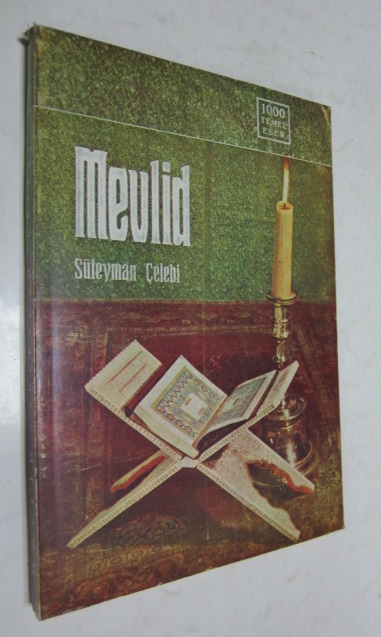 1000
TEMEL
ESER
Mevlid
Süleyman Çelebi